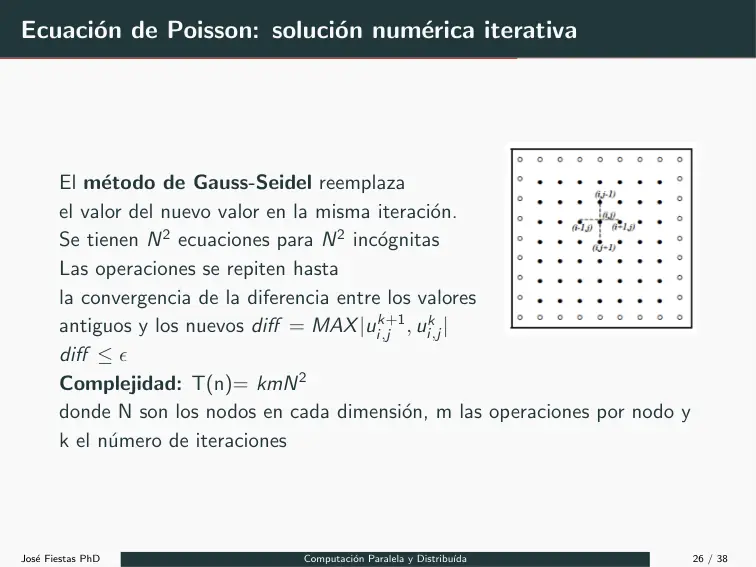 Ecuación de Poisson: solución numérica iterativa
El método de Gauss-Seidel reemplaza
el valor del nuevo valor en la misma iteración.
Se tienen N² ecuaciones para N² incógnitas
Las operaciones se repiten hasta
la convergencia de la diferencia entre los valores
antiguos y los nuevos diff = MAX|u^{k+1}_{i,j}, u^k_{i,j}|
diff ≤ ϵ
Complejidad: T(n)= kmN²
donde N son los nodos en cada dimensión, m las operaciones por nodo y
k el número de iteraciones
(i,j-1)
(i,j)
(i-1,j)
(i+1,j)
(i,j+1)
José Fiestas PhD
Computación Paralela y Distribuída
26 / 38